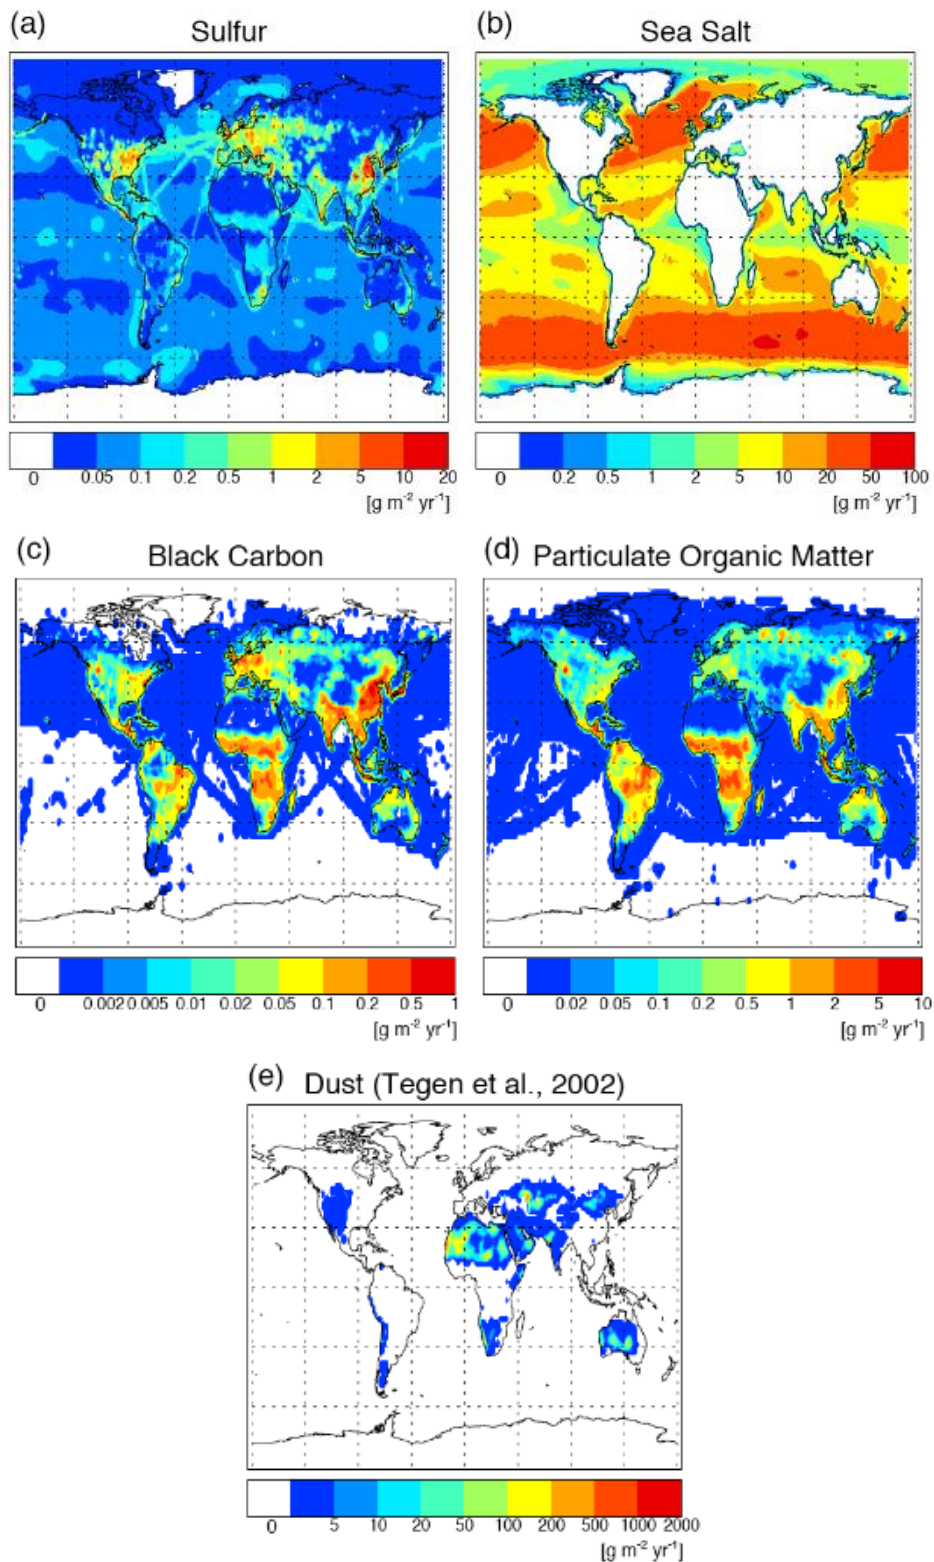 (a) Sulfur
(b) Sea Salt
0 0.05 0.1 0.2 0.5 1 2 5 10 20
[g m⁻² yr⁻¹]
0 0.2 0.5 1 2 5 10 20 50 100
[g m⁻² yr⁻¹]
(c) Black Carbon
(d) Particulate Organic Matter
0 0.002 0.005 0.01 0.02 0.05 0.1 0.2 0.5 1
[g m⁻² yr⁻¹]
0 0.02 0.05 0.1 0.2 0.5 1 2 5 10
[g m⁻² yr⁻¹]
(e) Dust (Tegen et al., 2002)
0 5 10 20 50 100 200 500 1000 2000
[g m⁻² yr⁻¹]